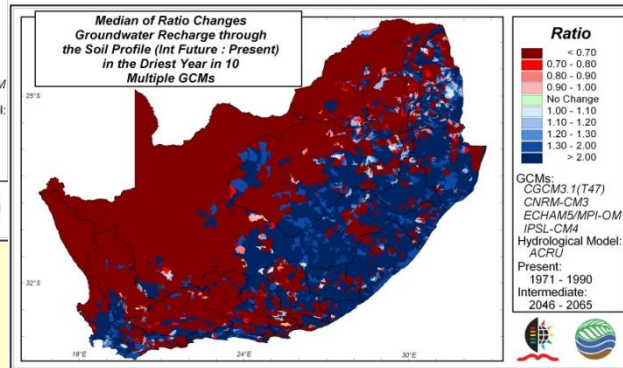 Median of Ratio Changes
Groundwater Recharge through
the Soil Profile (Int Future : Present)
in the Driest Year in 10
Multiple GCMs
M
l:
25°S
32°S
18°E
24°E
30°E
Ratio
< 0.70
0.70 - 0.80
0.80 - 0.90
0.90 - 1.00
No Change
1.00 - 1.10
1.10 - 1.20
1.20 - 1.30
1.30 - 2.00
> 2.00
GCMs:
CGCM3.1(T47)
CNRM-CM3
ECHAM5/MPI-OM
IPSL-CM4
Hydrological Model:
ACRU
Present:
1971 - 1990
Intermediate:
2046 - 2065